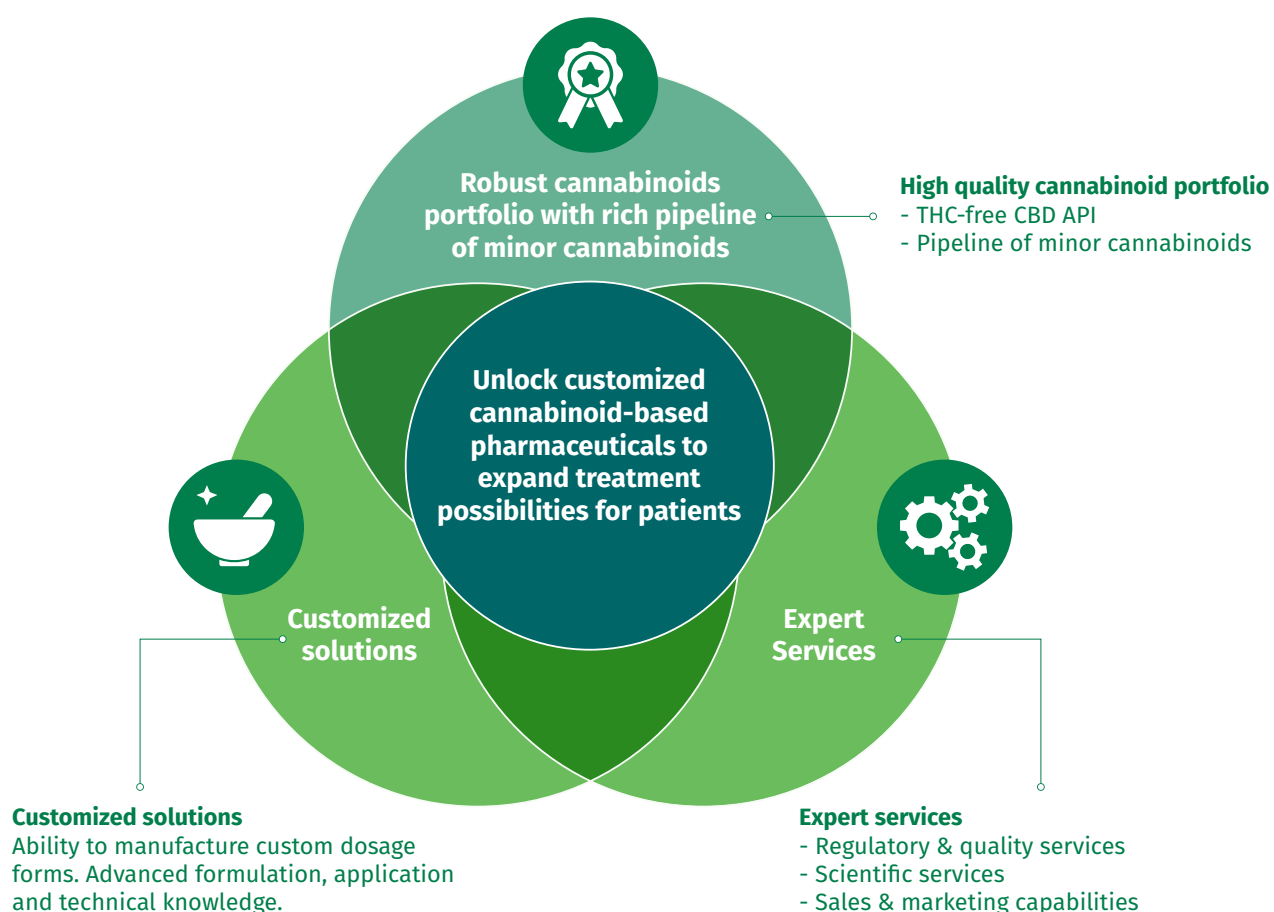 Robust cannabinoids
portfolio with rich pipeline
of minor cannabinoids
High quality cannabinoid portfolio
- THC-free CBD API
- Pipeline of minor cannabinoids
Unlock customized
cannabinoid-based
pharmaceuticals to
expand treatment
possibilities for patients
Customized
solutions
Expert
Services
Customized solutions
Ability to manufacture custom dosage
forms. Advanced formulation, application
and technical knowledge.
Expert services
- Regulatory & quality services
- Scientific services
- Sales & marketing capabilities